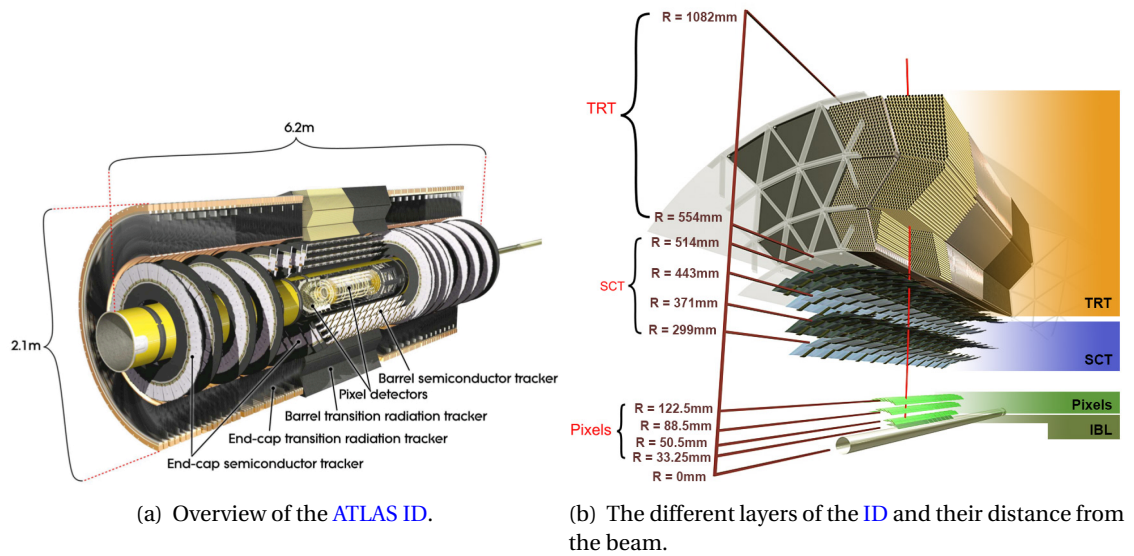 6.2m
2.1m
Barrel semiconductor tracker
Pixel detectors
Barrel transition radiation tracker
End-cap transition radiation tracker
End-cap semiconductor tracker
(a) Overview of the ATLAS ID.
R = 1082mm
TRT
R = 554mm
R = 514mm
R = 443mm
SCT
R = 371mm
R = 299mm
TRT
SCT
R = 122.5mm
Pixels
R = 88.5mm
Pixels
IBL
R = 50.5mm
R = 33.25mm
R = 0mm
(b) The different layers of the ID and their distance from
the beam.